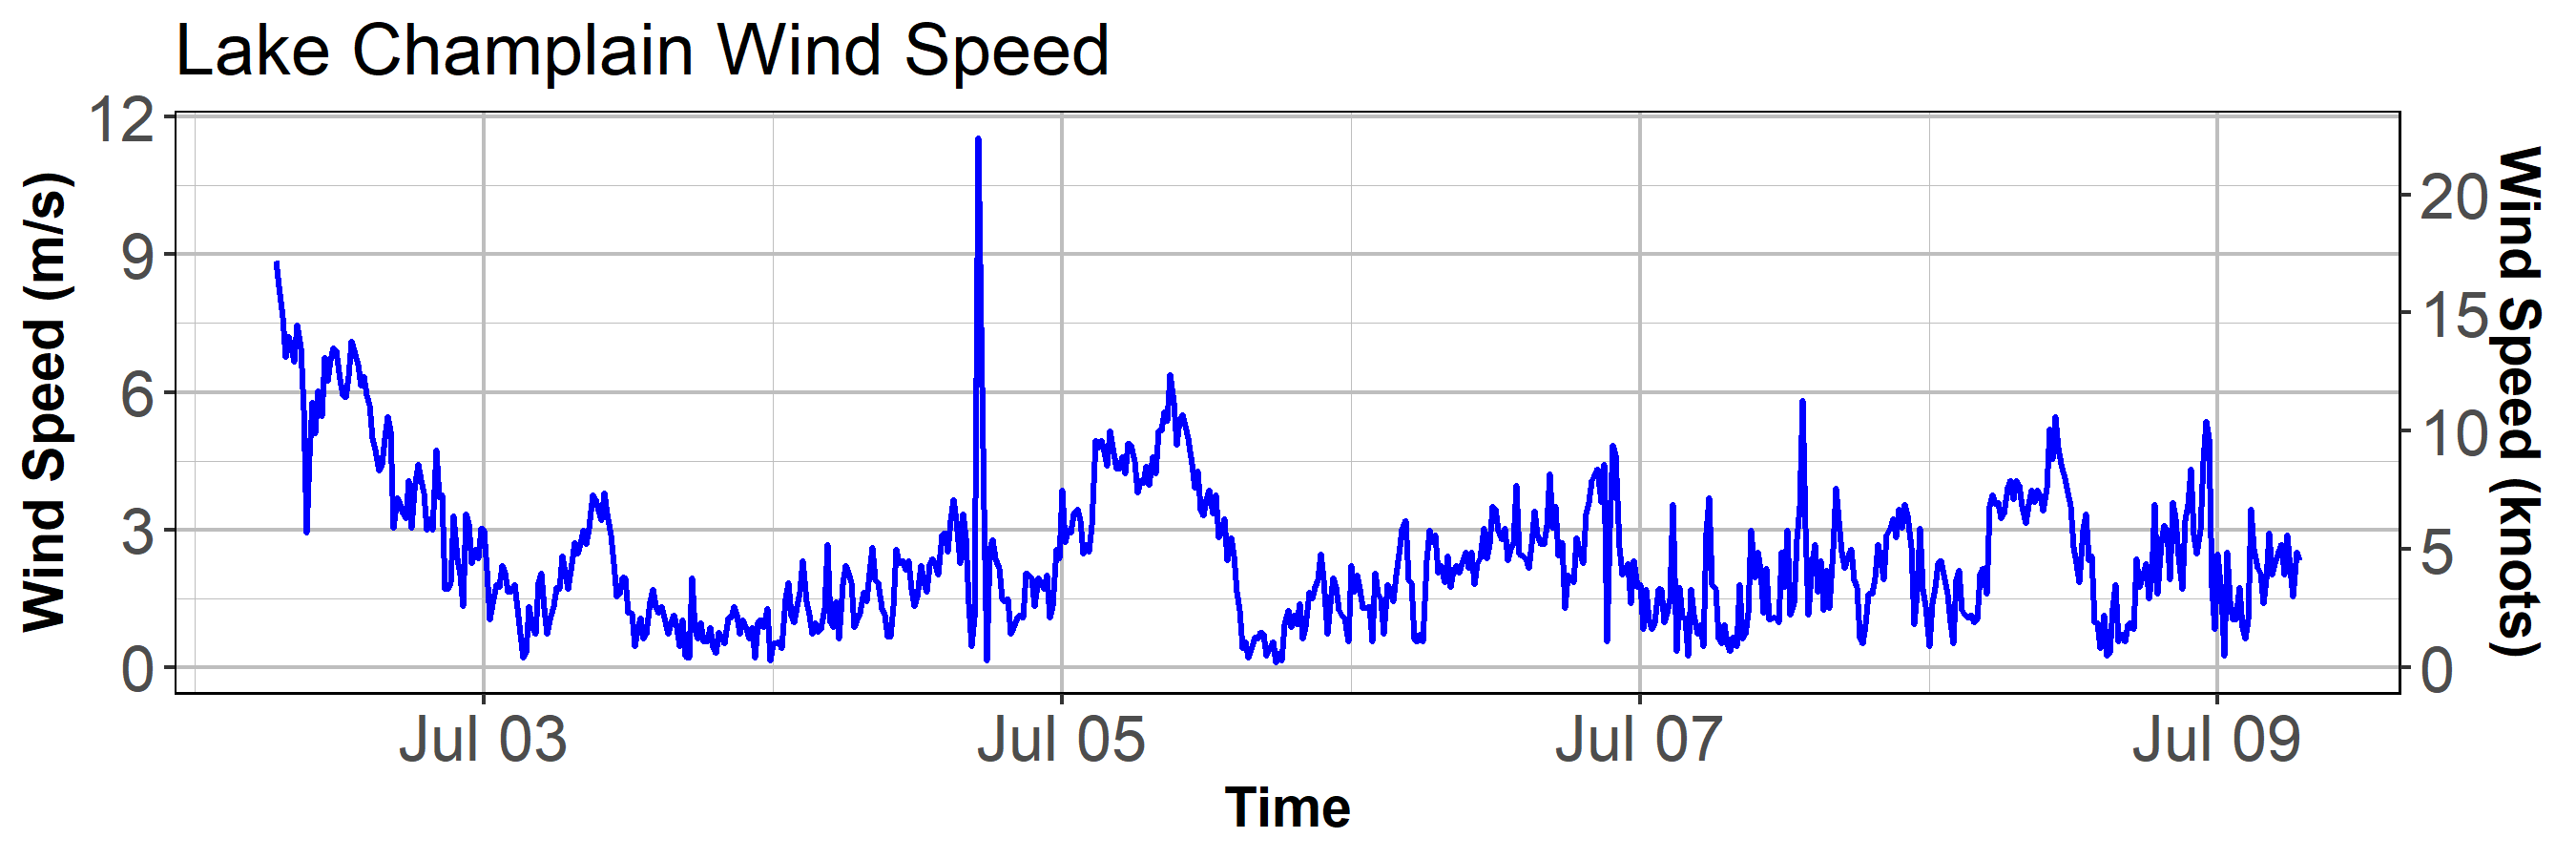 Lake Champlain Wind Speed
Wind Speed (m/s)
12
9
6
3
0
Wind Speed (knots)
20
15
10
5
0
Jul 03
Jul 05
Jul 07
Jul 09
Time